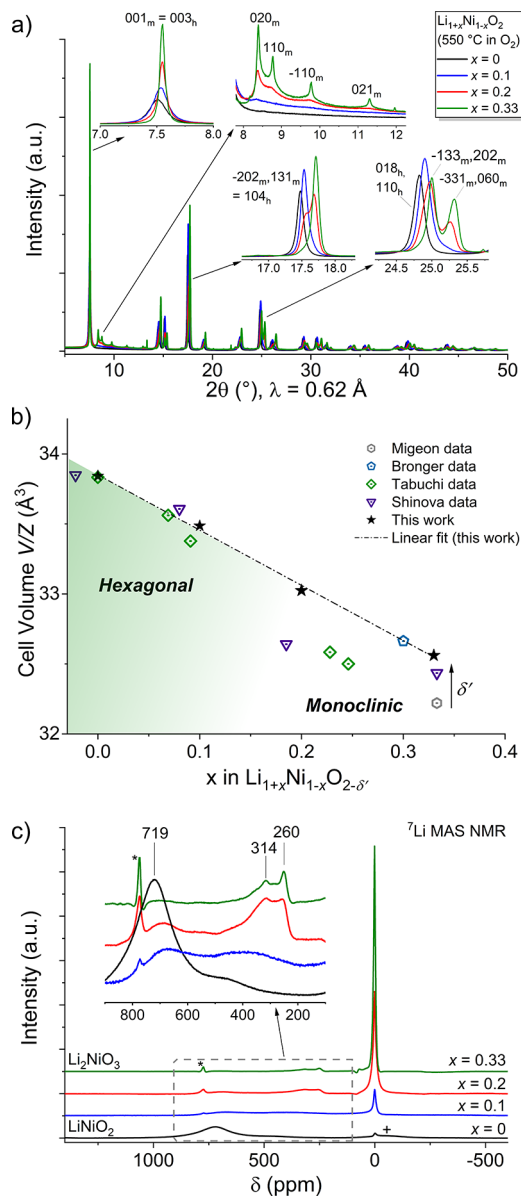 a)
001m = 003h
020m
110m
-110m
021m
Li1+xNi1-xO2
(550 °C in O2)
x = 0
x = 0.1
x = 0.2
x = 0.33
7.0 7.5 8.0
8 9 10 11 12
-202m,131m
= 104h
018h,
110h
-133m,202m
-331m,060m
17.0 17.5 18.0
24.5 25.0 25.5
Intensity (a.u.)
10 20 30 40 50
2θ (°), λ = 0.62 Å
b)
34
33
32
Cell Volume V/Z (Å3)
Migeon data
Bronger data
Tabuchi data
Shinova data
This work
Linear fit (this work)
Hexagonal
Monoclinic
δ′
0.0 0.1 0.2 0.3 0.4
x in Li1+xNi1-xO2-δ′
c)
7Li MAS NMR
719
260
314
*
800 600 400 200
Intensity (a.u.)
Li2NiO3
*
x = 0.33
x = 0.2
x = 0.1
LiNiO2
+
x = 0
1000 500 0 -500
δ (ppm)